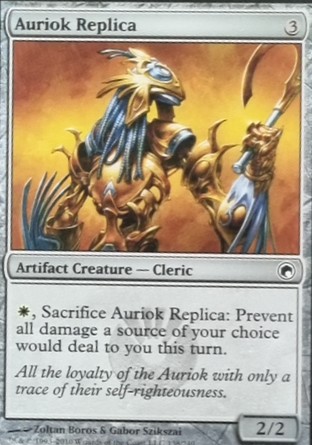 Auriok Replica 3
Artifact Creature — Cleric
, Sacrifice Auriok Replica: Prevent
all damage a source of your choice
would deal to you this turn.
All the loyalty of the Auriok with only a
trace of their self-righteousness.
Zoltan Boros & Gabor Szikszai
2/2